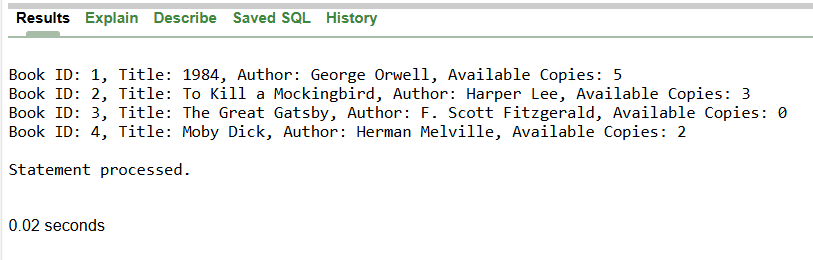 Results Explain Describe Saved SQL History
Book ID: 1, Title: 1984, Author: George Orwell, Available Copies: 5
Book ID: 2, Title: To Kill a Mockingbird, Author: Harper Lee, Available Copies: 3
Book ID: 3, Title: The Great Gatsby, Author: F. Scott Fitzgerald, Available Copies: 0
Book ID: 4, Title: Moby Dick, Author: Herman Melville, Available Copies: 2
Statement processed.
0.02 seconds